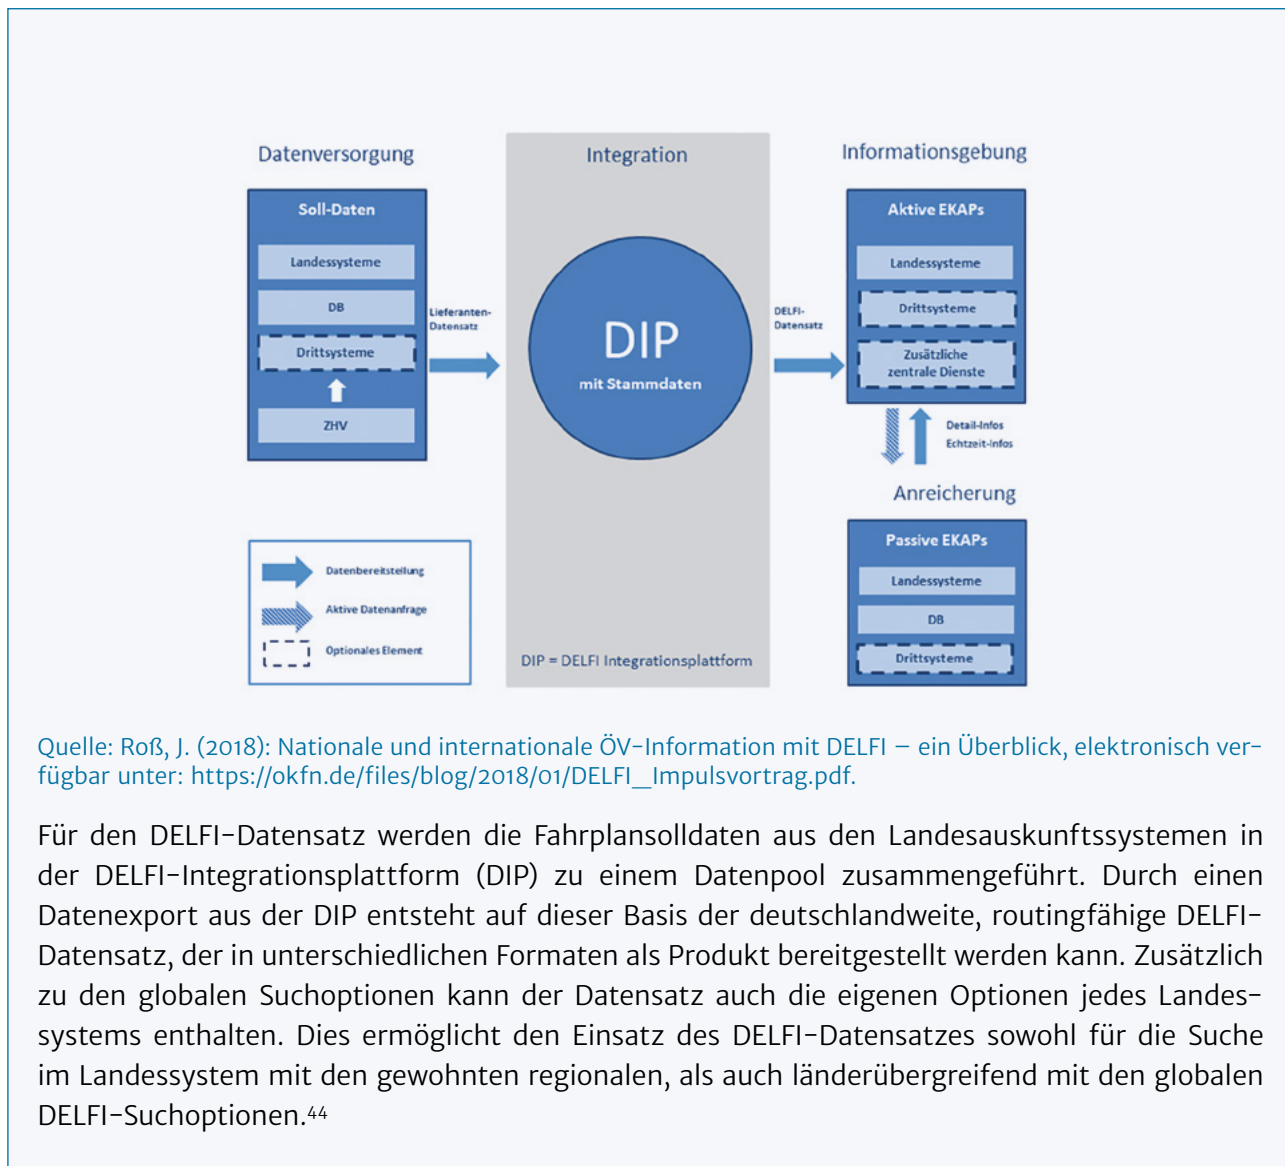 Datenversorgung
Soll-Daten
Landessysteme
DB
Drittsysteme
ZHV
Lieferanten-
Datensatz
Integration
DIP
mit Stammdaten
DIP = DELFI Integrationsplattform
DELFI-
Datensatz
Informationsgebung
Aktive EKAPs
Landessysteme
Drittsysteme
Zusätzliche
zentrale Dienste
Detail-Infos
Echtzeit-Infos
Anreicherung
Passive EKAPs
Landessysteme
DB
Drittsysteme
Datenbereitstellung
Aktive Datenanfrage
Optionales Element
Quelle: Roß, J. (2018): Nationale und internationale ÖV-Information mit DELFI – ein Überblick, elektronisch ver-
fügbar unter: https://okfn.de/files/blog/2018/01/DELFI_Impulsvortrag.pdf.
Für den DELFI-Datensatz werden die Fahrplansolldaten aus den Landesauskunftssystemen in
der DELFI-Integrationsplattform (DIP) zu einem Datenpool zusammengeführt. Durch einen
Datenexport aus der DIP entsteht auf dieser Basis der deutschlandweite, routingfähige DELFI-
Datensatz, der in unterschiedlichen Formaten als Produkt bereitgestellt werden kann. Zusätzlich
zu den globalen Suchoptionen kann der Datensatz auch die eigenen Optionen jedes Landes-
systems enthalten. Dies ermöglicht den Einsatz des DELFI-Datensatzes sowohl für die Suche
im Landessystem mit den gewohnten regionalen, als auch länderübergreifend mit den globalen
DELFI-Suchoptionen.44